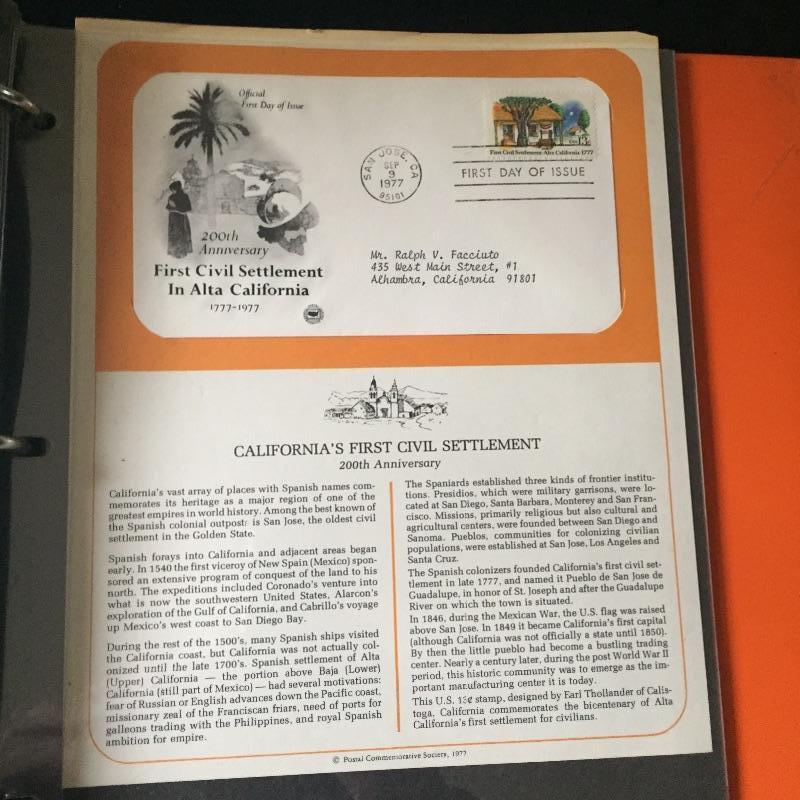 Official
First Day of Issue
200th
Anniversary
First Civil Settlement
In Alta California
1777-1977
SAN JOSE, CA
SEP
9
1977
95101
First Civil Settlement Alta California 1777
USA 13c
FIRST DAY OF ISSUE
Mr. Ralph V. Facciuto
435 West Main Street, #1
Alhambra, California 91801
CALIFORNIA'S FIRST CIVIL SETTLEMENT
200th Anniversary
California's vast array of places with Spanish names com-
memorates its heritage as a major region of one of the
greatest empires in world history. Among the best known of
the Spanish colonial outposts is San Jose, the oldest civil
settlement in the Golden State.
Spanish forays into California and adjacent areas began
early. In 1540 the first viceroy of New Spain (Mexico) spon-
sored an extensive program of conquest of the land to his
north. The expeditions included Coronado's venture into
what is now the southwestern United States, Alarcon's
exploration of the Gulf of California, and Cabrillo's voyage
up Mexico's west coast to San Diego Bay.
During the rest of the 1500's, many Spanish ships visited
the California coast, but California was not actually col-
onized until the late 1700's. Spanish settlement of Alta
(Upper) California — the portion above Baja (Lower)
California (still part of Mexico) — had several motivations:
fear of Russian or English advances down the Pacific coast,
missionary zeal of the Franciscan friars, need of ports for
galleons trading with the Philippines, and royal Spanish
ambition for empire.
The Spaniards established three kinds of frontier institu-
tions. Presidios, which were military garrisons, were lo-
cated at San Diego, Santa Barbara, Monterey and San Fran-
cisco. Missions, primarily religious but also cultural and
agricultural centers, were founded between San Diego and
Sanoma. Pueblos, communities for colonizing civilian
populations, were established at San Jose, Los Angeles and
Santa Cruz.
The Spanish colonizers founded California's first civil set-
tlement in late 1777, and named it Pueblo de San Jose de
Guadalupe, in honor of St. Joseph and after the Guadalupe
River on which the town is situated.
In 1846, during the Mexican War, the U.S. flag was raised
above San Jose. In 1849 it became California's first capital
(although California was not officially a state until 1850).
By then the little pueblo had become a bustling trading
center. Nearly a century later, during the post World War II
period, this historic community was to emerge as the im-
portant manufacturing center it is today.
This U.S. 13¢ stamp, designed by Earl Thollander of Calis-
toga, California commemorates the bicentenary of Alta
California's first settlement for civilians.
© Postal Commemorative Society, 1977